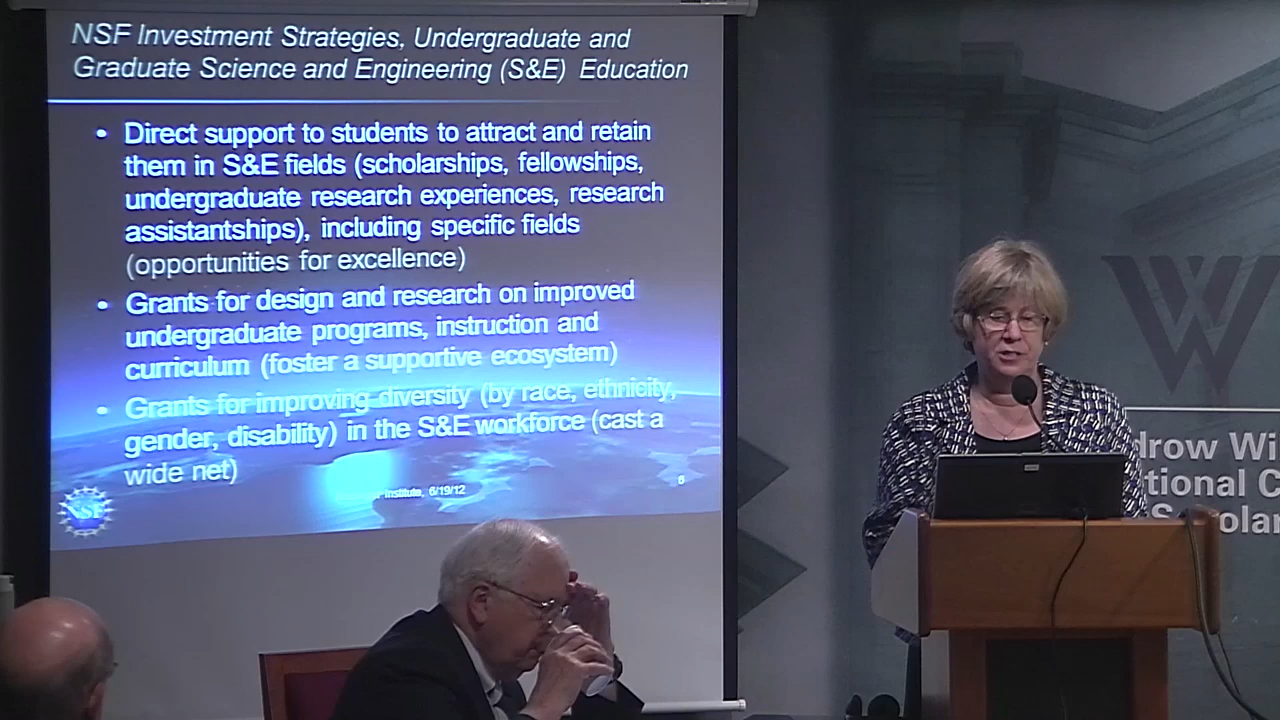 NSF Investment Strategies, Undergraduate and
Graduate Science and Engineering (S&E) Education
• Direct support to students to attract and retain
them in S&E fields (scholarships, fellowships,
undergraduate research experiences, research
assistantships), including specific fields
(opportunities for excellence)
• Grants for design and research on improved
undergraduate programs, instruction and
curriculum (foster a supportive ecosystem)
• Grants for improving diversity (by race, ethnicity,
gender, disability) in the S&E workforce (cast a
wide net)
Institute, 6/19/12
6
NSF
W
drow Wi
tional C
Scholar